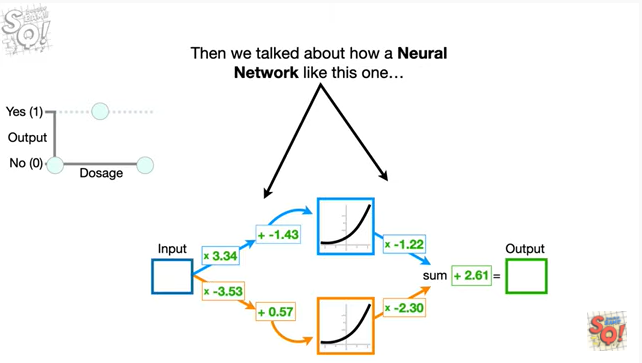 Then we talked about how a Neural
Network like this one…
Yes (1)
Output
No (0)
Dosage
+ -1.43
x 3.34
x -1.22
Input
Output
sum + 2.61 =
x -3.53
+ 0.57
x -2.30
SQ!